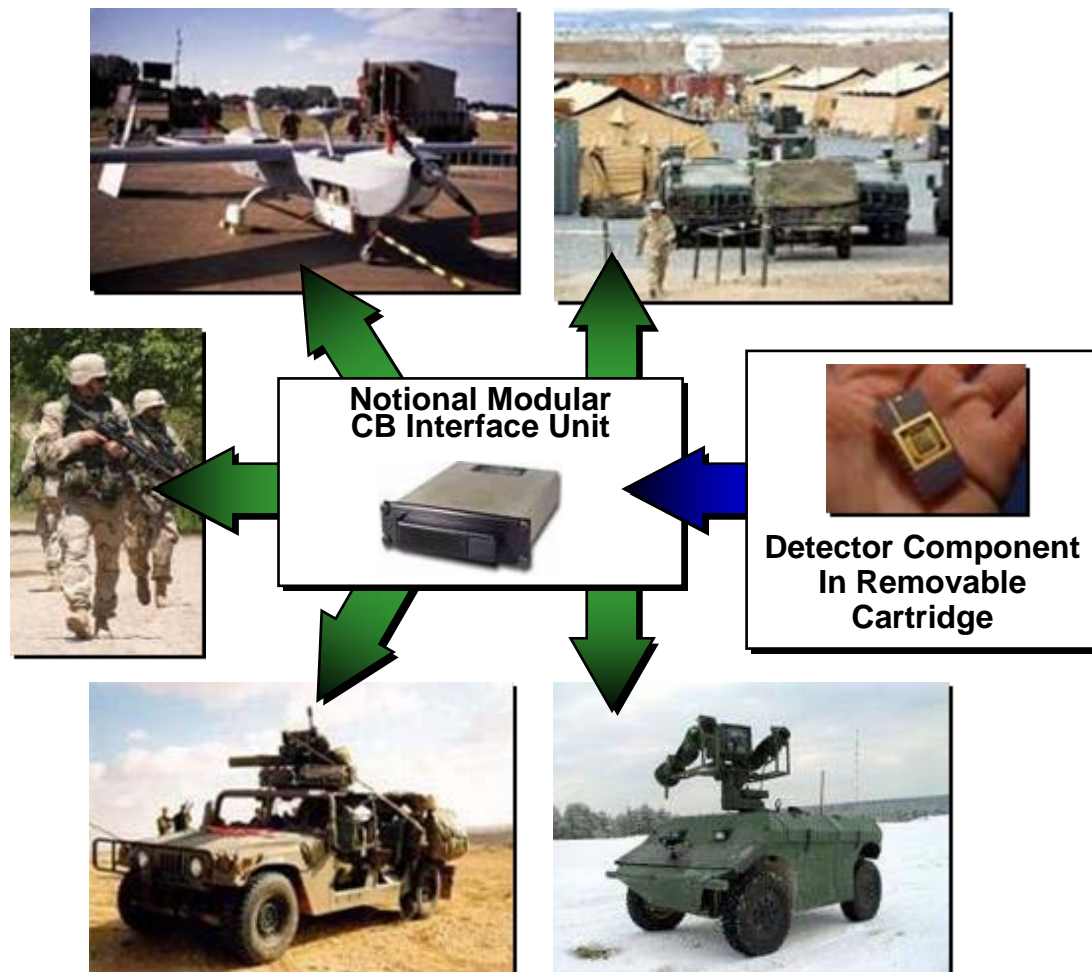 Notional Modular
CB Interface Unit
Detector Component
In Removable
Cartridge